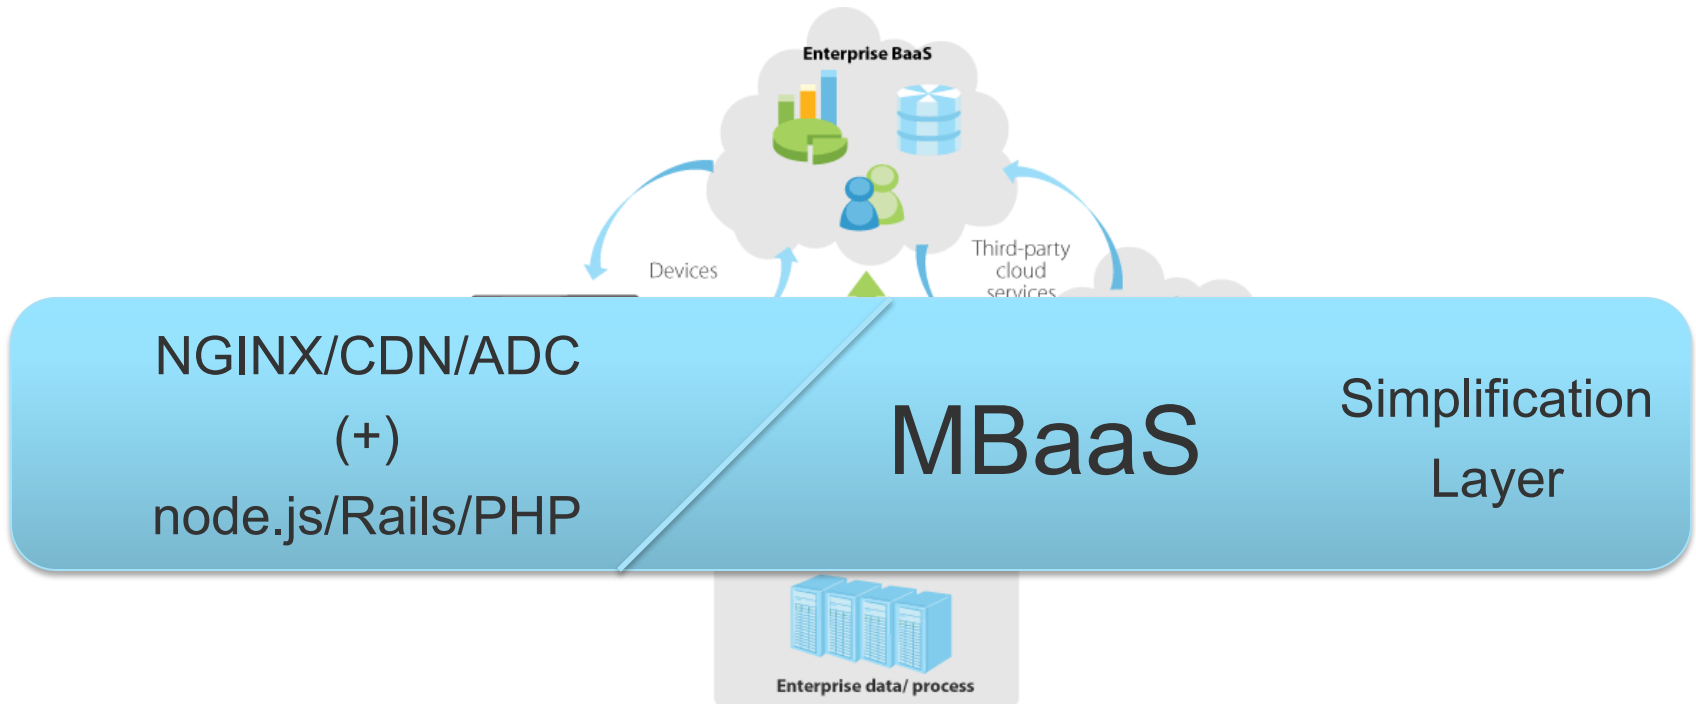 Enterprise BaaS
Devices
Third-party
cloud
services
NGINX/CDN/ADC
(+)
node.js/Rails/PHP
MBaaS
Simplification
Layer
Enterprise data/ process